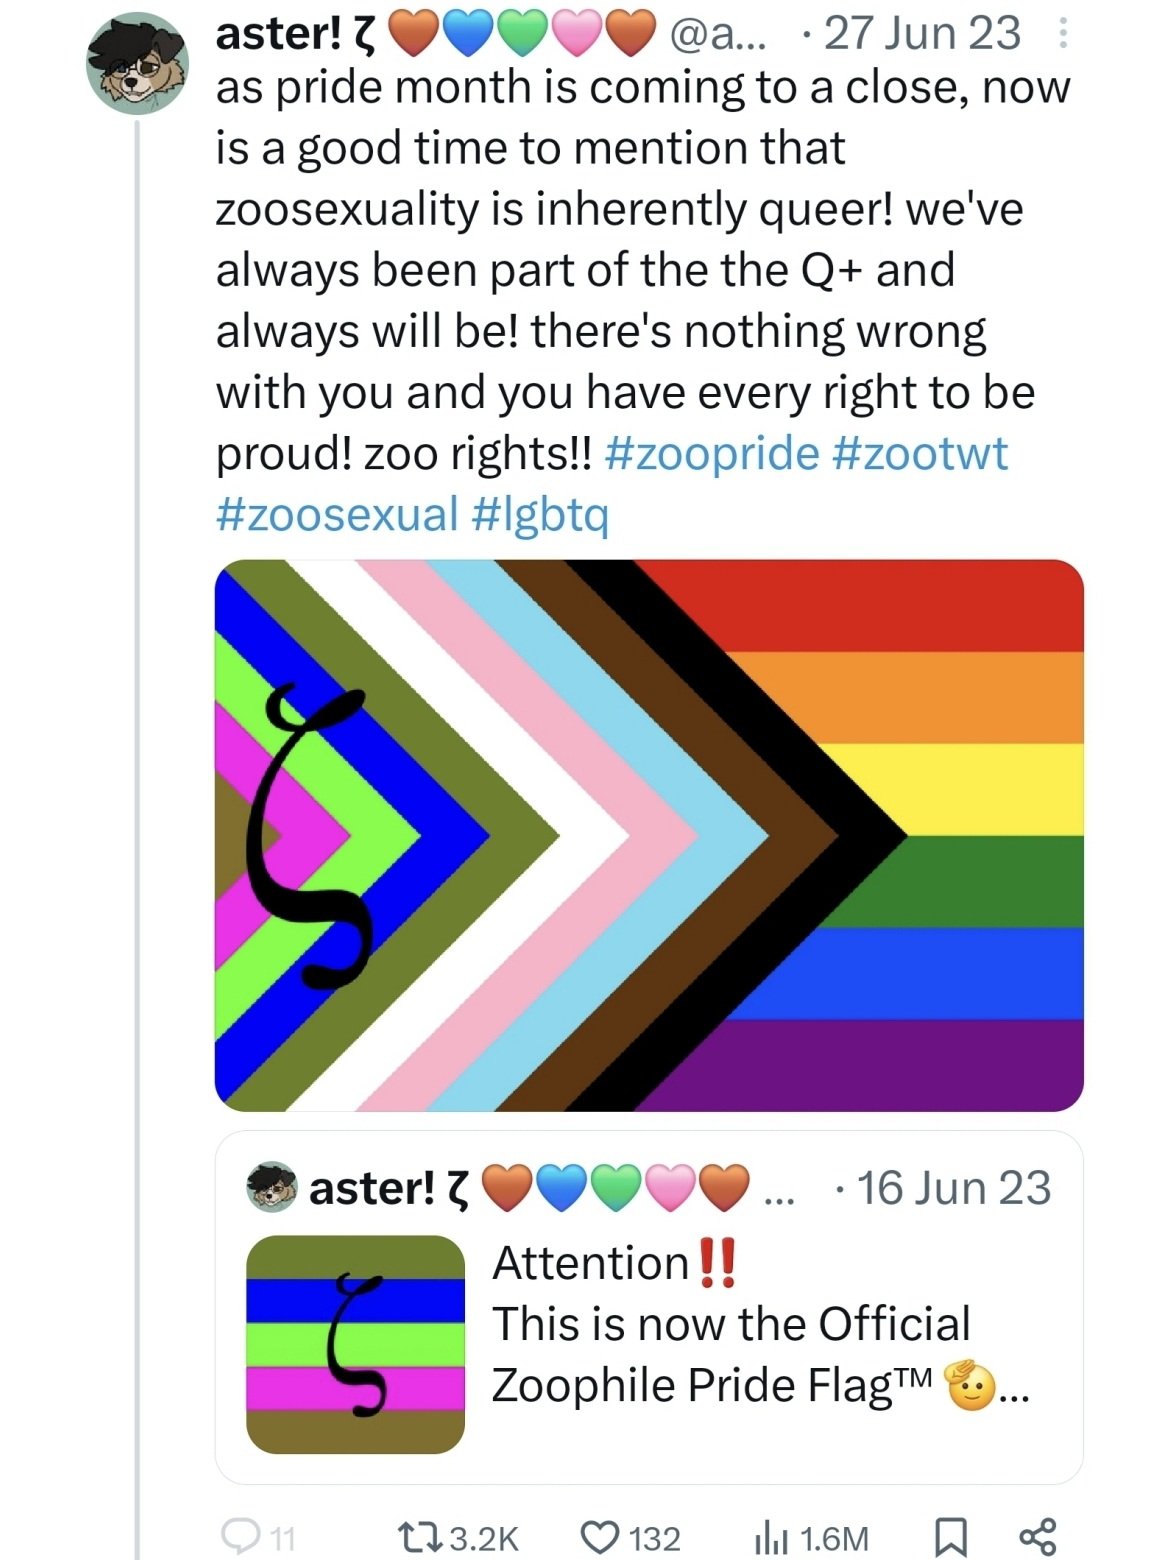 aster! ζ 🧡💙💚🩷🧡 @a... · 27 Jun 23
as pride month is coming to a close, now
is a good time to mention that
zoosexuality is inherently queer! we've
always been part of the the Q+ and
always will be! there's nothing wrong
with you and you have every right to be
proud! zoo rights!! #zoopride #zootwt
#zoosexual #lgbtq
ζ
aster! ζ 🧡💙💚🩷🧡 ... · 16 Jun 23
ζ
Attention‼️
This is now the Official
Zoophile Pride Flag™ 🫡...
11 3.2K 132 1.6M